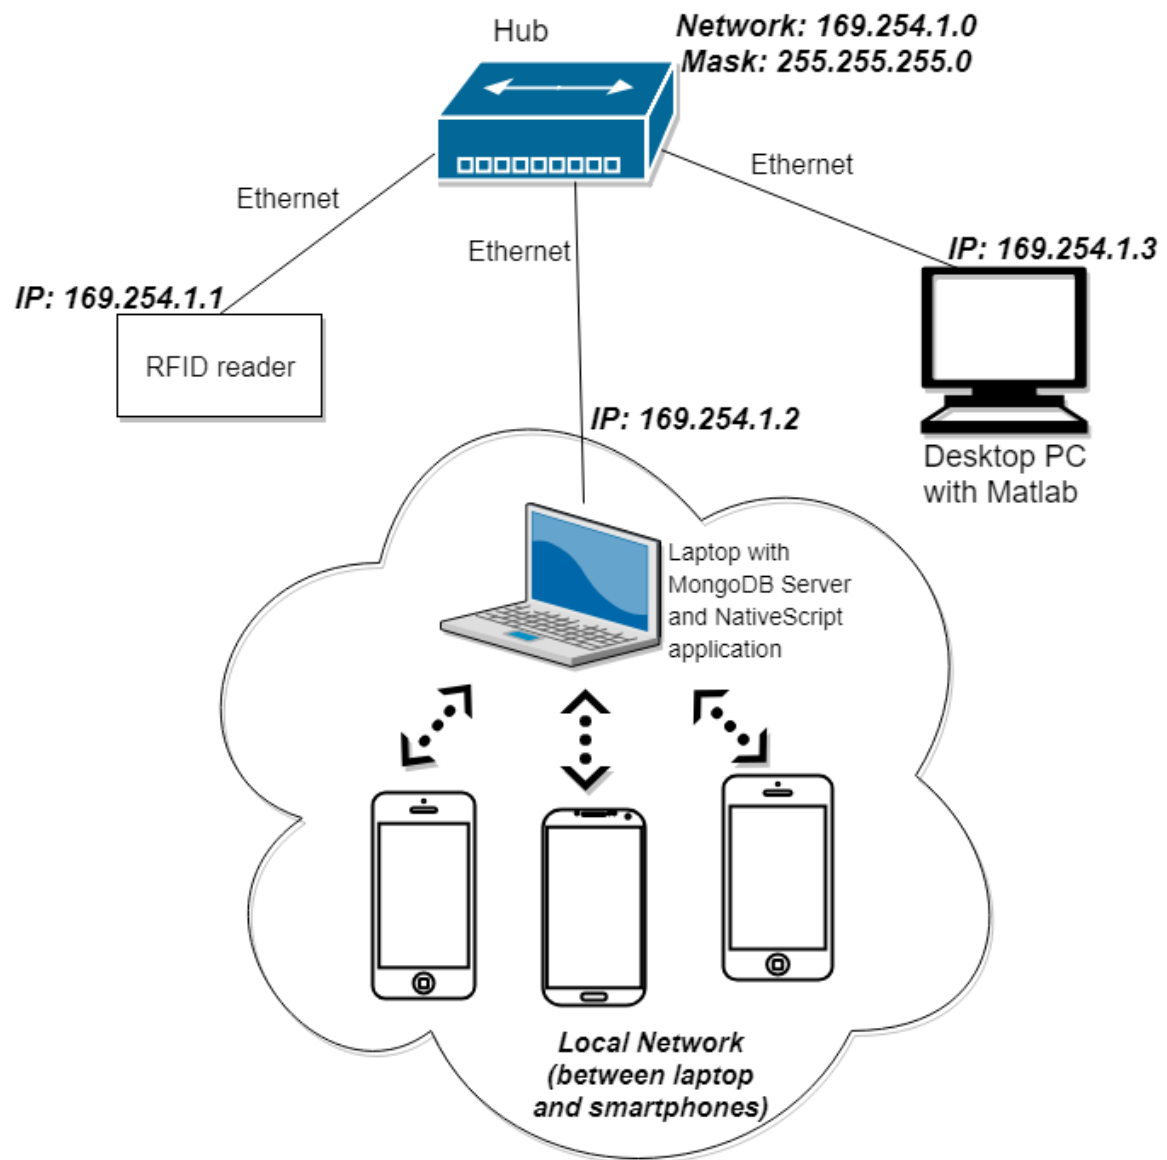 Hub
Network: 169.254.1.0
Mask: 255.255.255.0
Ethernet
Ethernet
Ethernet
IP: 169.254.1.3
IP: 169.254.1.1
RFID reader
IP: 169.254.1.2
Desktop PC
with Matlab
Laptop with
MongoDB Server
and NativeScript
application
Local Network
(between laptop
and smartphones)